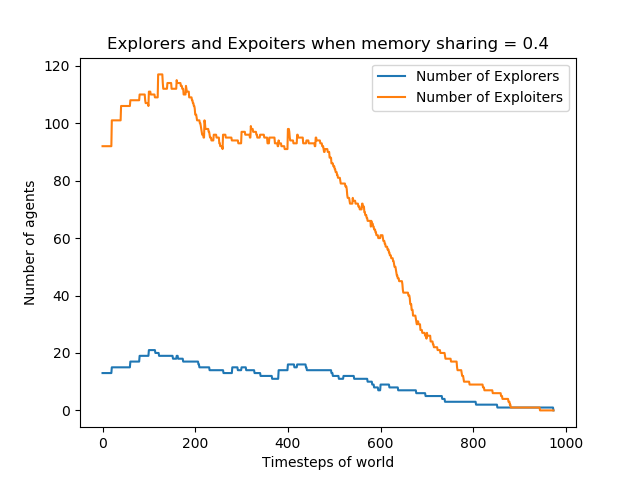 Explorers and Expoiters when memory sharing = 0.4
Number of Explorers
Number of Exploiters
Number of agents
120
100
80
60
40
20
0
0 200 400 600 800 1000
Timesteps of world